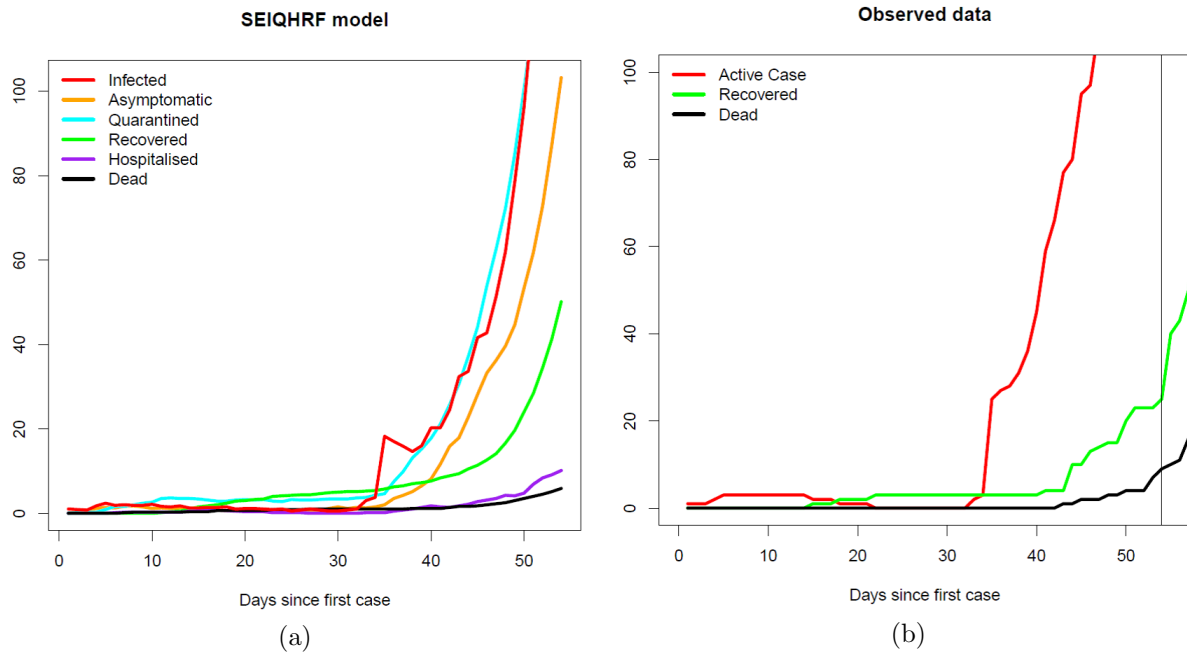 SEIQHRF model
Infected
Asymptomatic
Quarantined
Recovered
Hospitalised
Dead
0
20
40
60
80
100
0
10
20
30
40
50
Days since first case
(a)
Observed data
Active Case
Recovered
Dead
0
20
40
60
80
100
0
10
20
30
40
50
Days since first case
(b)